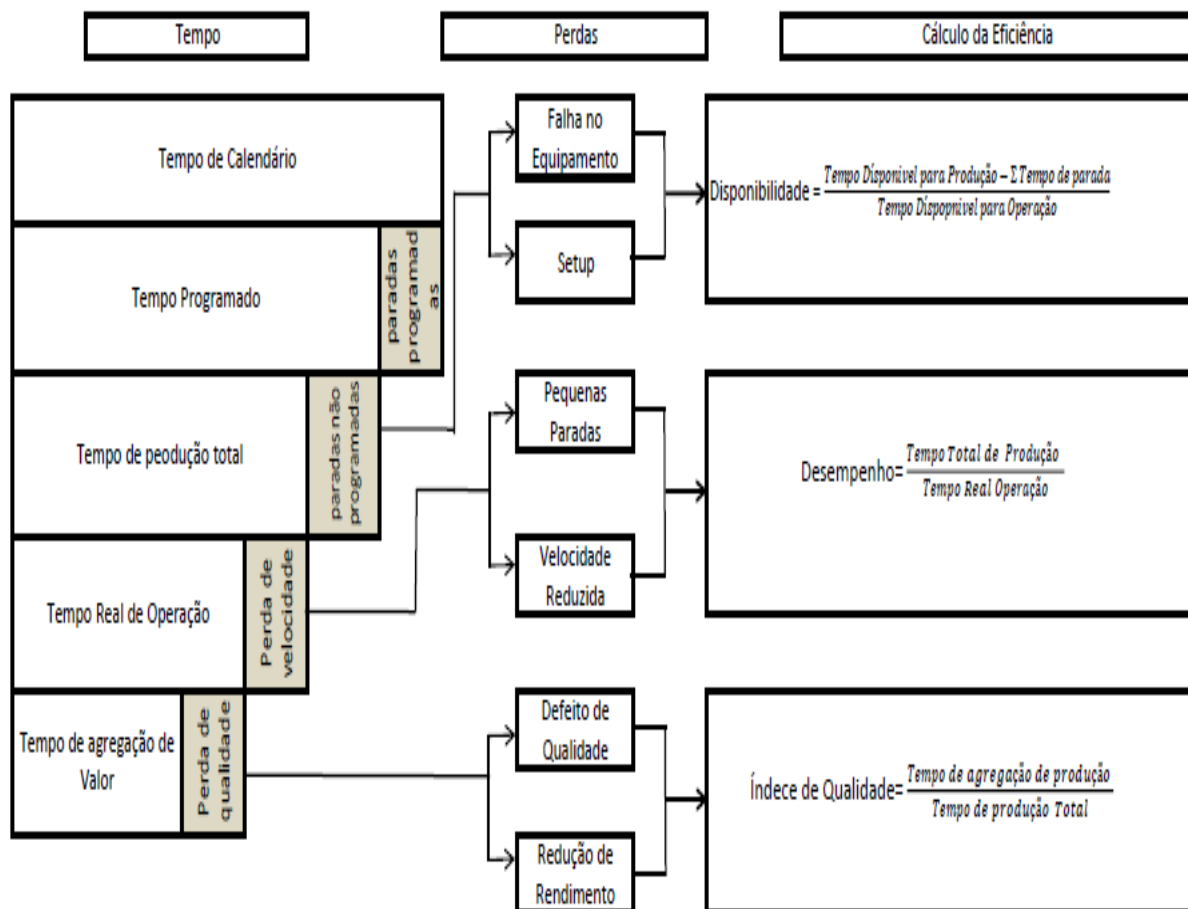 Tempo
Perdas
Cálculo da Eficiência
Tempo de Calendário
Falha no
Equipamento
Setup
Disponibilidade = Tempo Disponivel para Produção − Σ Tempo de parada
Tempo Dispopnivel para Operação
Tempo Programado
paradas
programad
as
Tempo de peodução total
paradas não
programadas
Pequenas
Paradas
Velocidade
Reduzida
Desempenho= Tempo Total de Produção
Tempo Real Operação
Tempo Real de Operação
Perda de
velocidade
Tempo de agregação de
Valor
Perda de
qualidade
Defeito de
Qualidade
Redução de
Rendimento
Índece de Qualidade= Tempo de agregação de produção
Tempo de produção Total